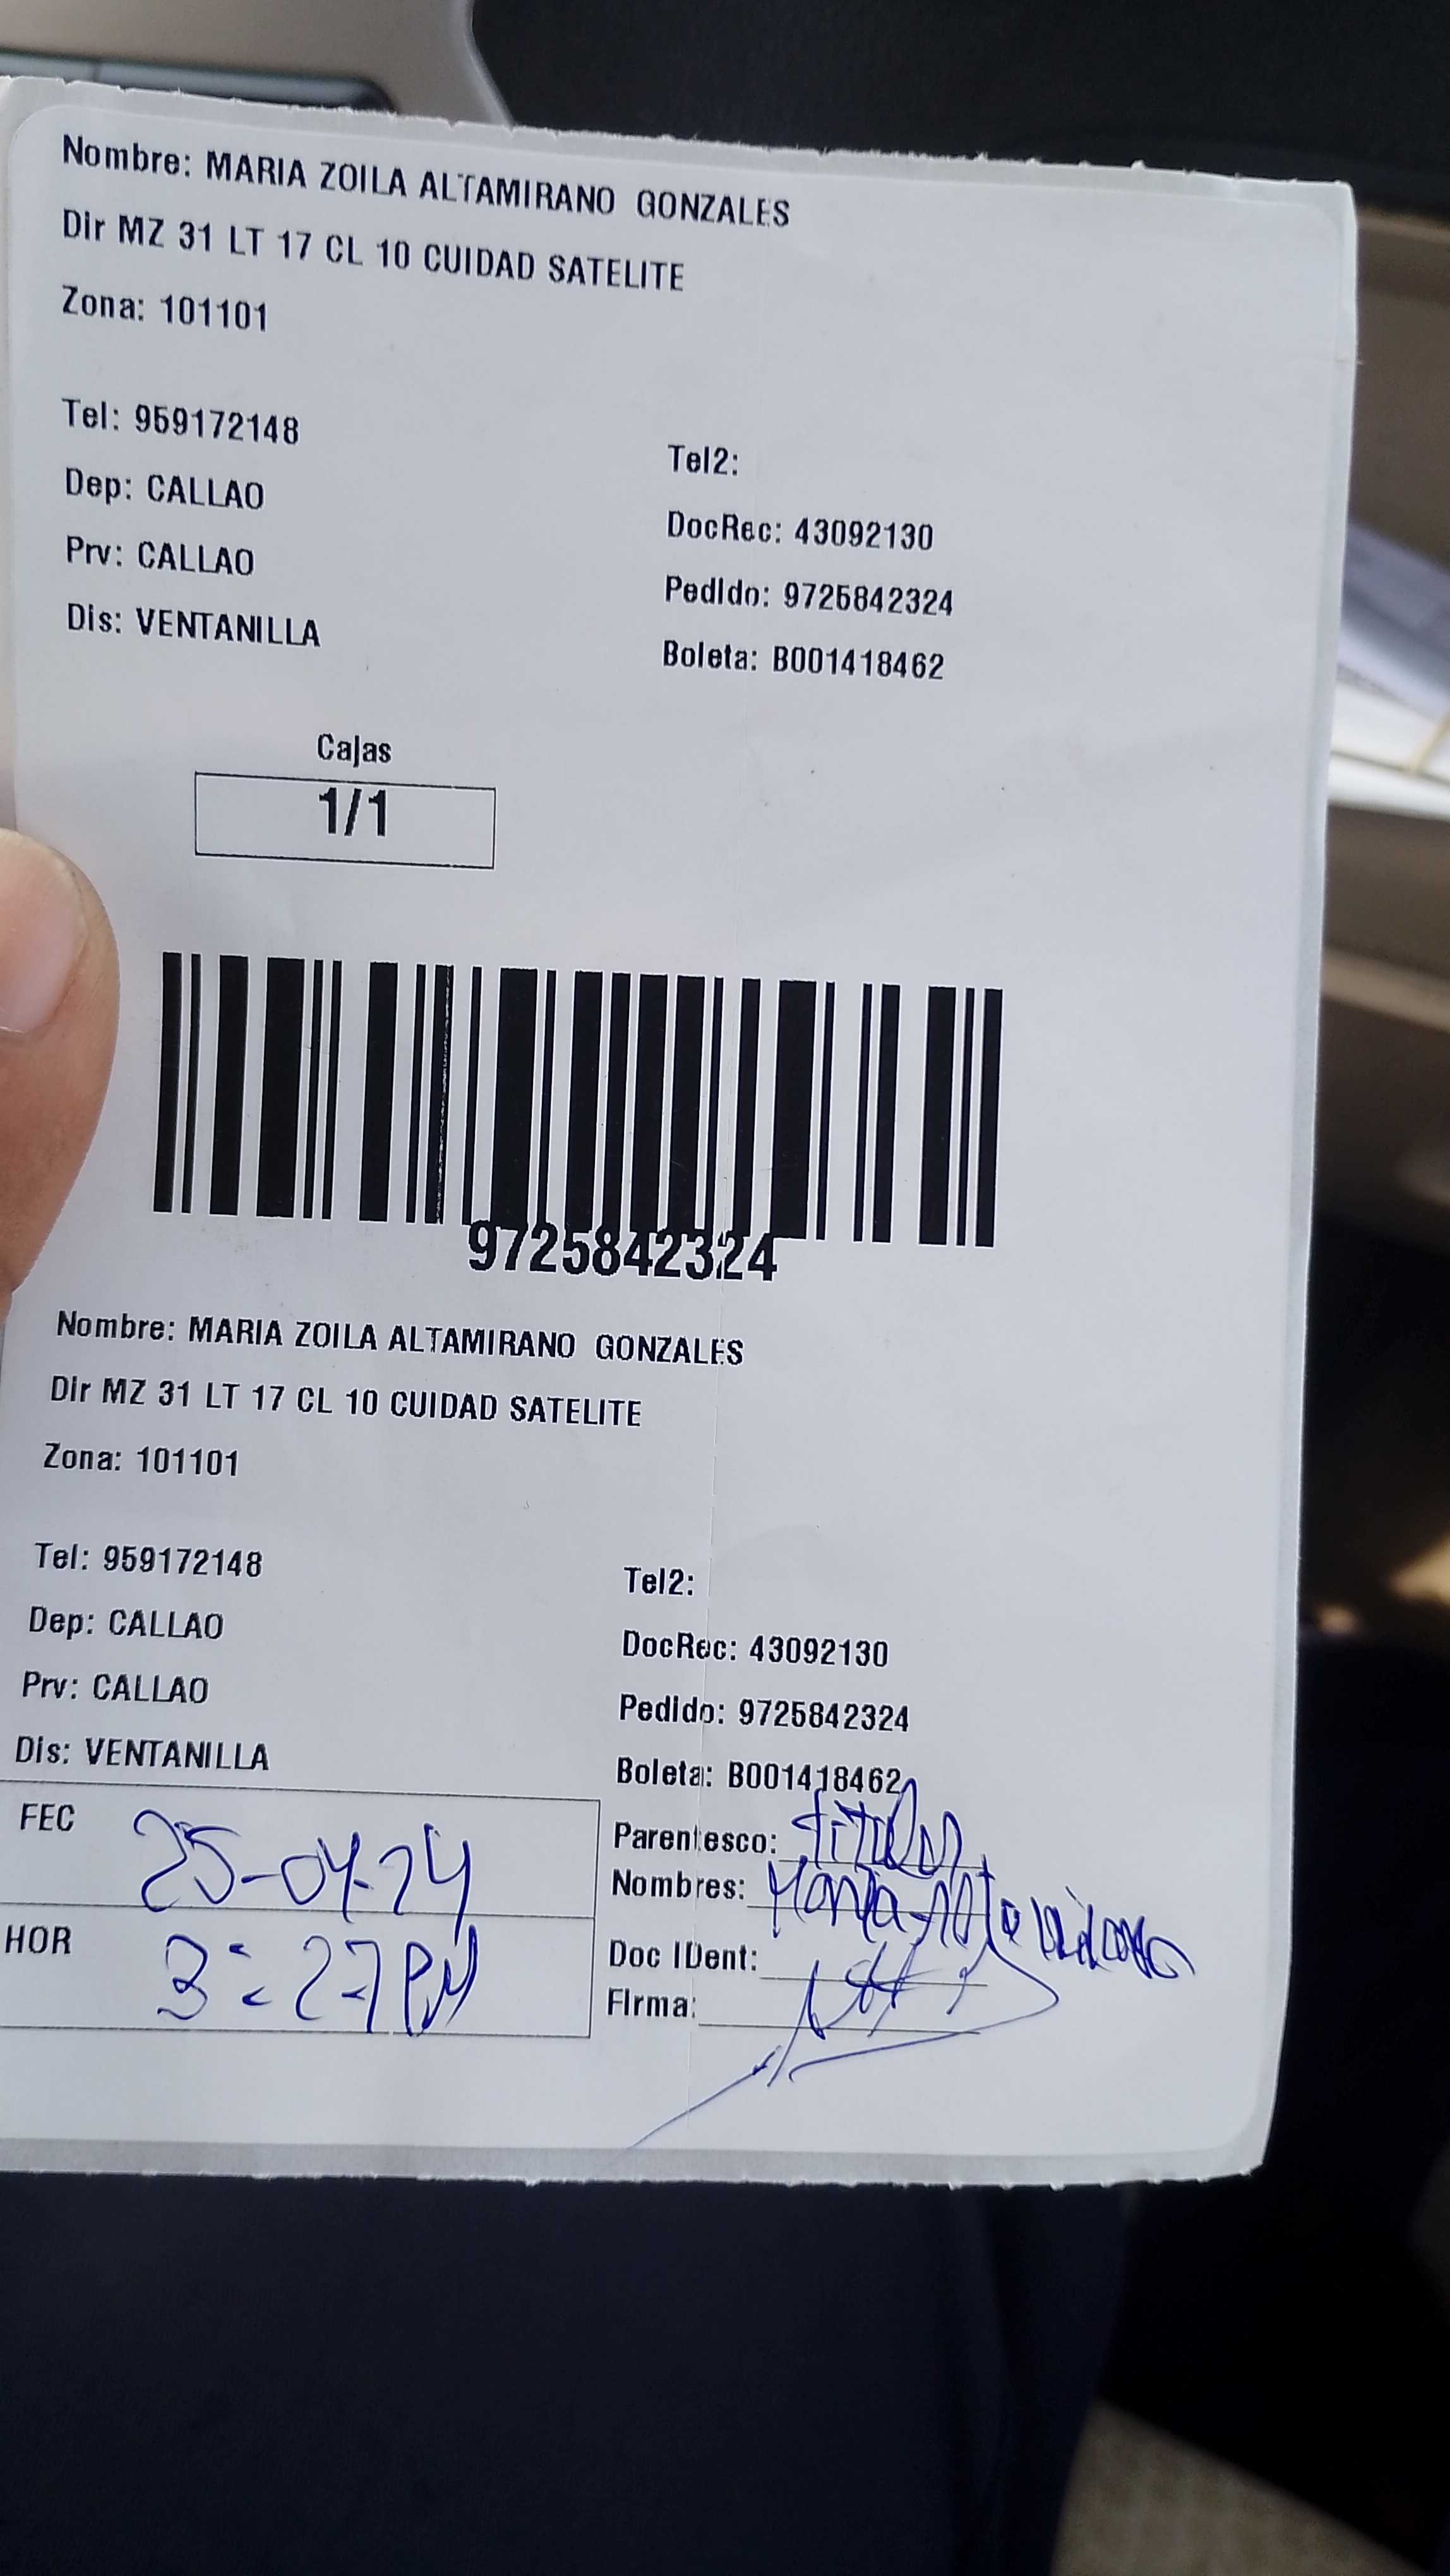 Nombre: MARIA ZOILA ALTAMIRANO GONZALES
Dir MZ 31 LT 17 CL 10 CUIDAD SATELITE
Zona: 101101
Tel: 959172148
Tel2:
Dep: CALLAO
DocRec: 43092130
Prv: CALLAO
Pedido: 9725842324
Dis: VENTANILLA
Boleta: B001418462
Cajas
1/1
9725842324
Nombre: MARIA ZOILA ALTAMIRANO GONZALES
Dir MZ 31 LT 17 CL 10 CUIDAD SATELITE
Zona: 101101
Tel: 959172148
Tel2:
Dep: CALLAO
DocRec: 43092130
Prv: CALLAO
Pedido: 9725842324
Dis: VENTANILLA
Boleta: B001418462
FEC 25-04-24
Parentesco: titular
Nombres: Maria
HOR 3:27 PM
Doc IDent:
Firma: